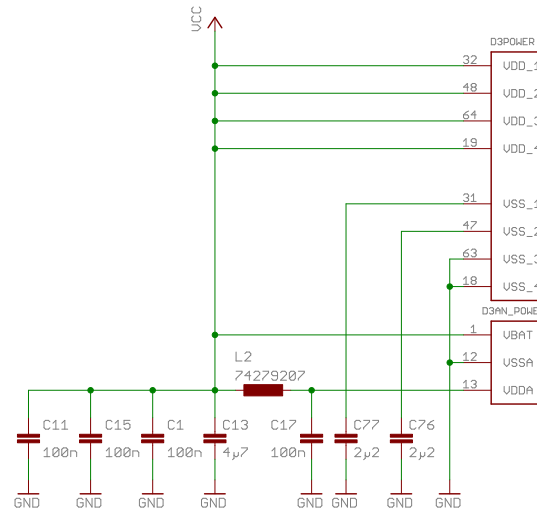 VCC
D3POWER
32 VDD_1
48 VDD_2
64 VDD_3
19 VDD_4
31 VSS_1
47 VSS_2
63 VSS_3
18 VSS_4
D3AN_POWE
1 VBAT
12 VSSA
13 VDDA
L2
74279207
C11 C15 C1 C13 C17 C77 C76
100n 100n 100n 4µ7 100n 2µ2 2µ2
GND GND GND GND GND GND GND GND